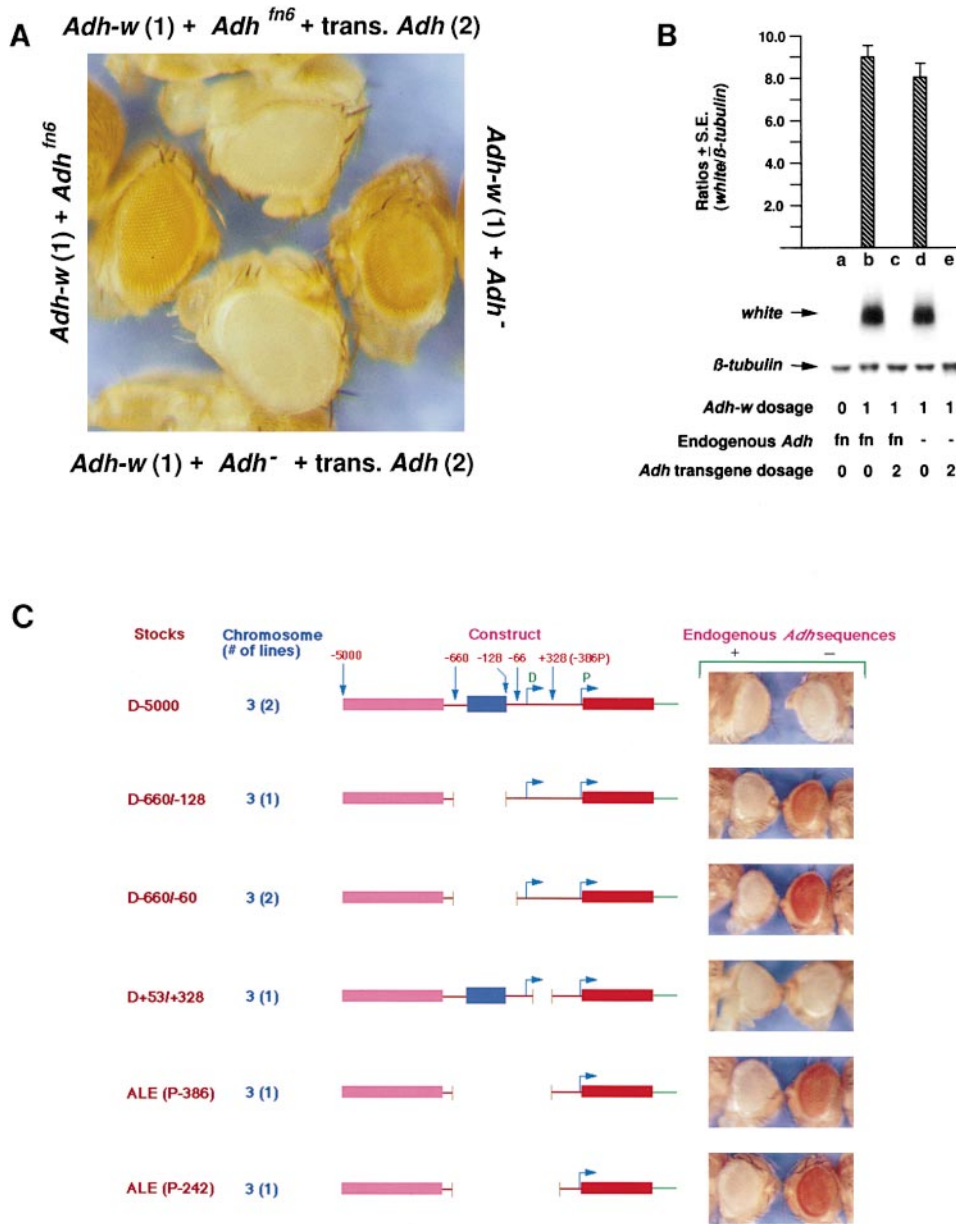 A
Adh-w (1) + Adh fn6 + trans. Adh (2)
Adh-w (1) + Adh fn6
Adh-w (1) + Adh-
Adh-w (1) + Adh- + trans. Adh (2)
B
Ratios ± S.E.
(white/ß-tubulin)
10.0
8.0
6.0
4.0
2.0
a b c d e
white
ß-tubulin
Adh-w dosage 0 1 1 1 1
Endogenous Adh fn fn fn - -
Adh transgene dosage 0 0 2 0 2
C
Stocks
Chromosome
(# of lines)
Construct
Endogenous Adh sequences
+ −
-5000
-660 -128 -66 +328 (-386P)
D P
D-5000 3 (2)
D-660/-128 3 (1)
D-660/-60 3 (2)
D+53/+328 3 (1)
ALE (P-386) 3 (1)
ALE (P-242) 3 (1)